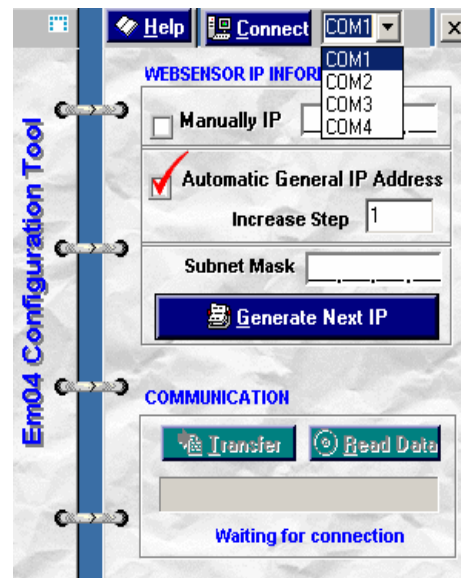 Help Connect COM1
COM1
COM2
COM3
COM4
WEBSENSOR IP INFOR
Manually IP
Automatic General IP Address
Increase Step 1
Subnet Mask
Generate Next IP
COMMUNICATION
Transfer Read Data
Waiting for connection
Em04 Configuration Tool